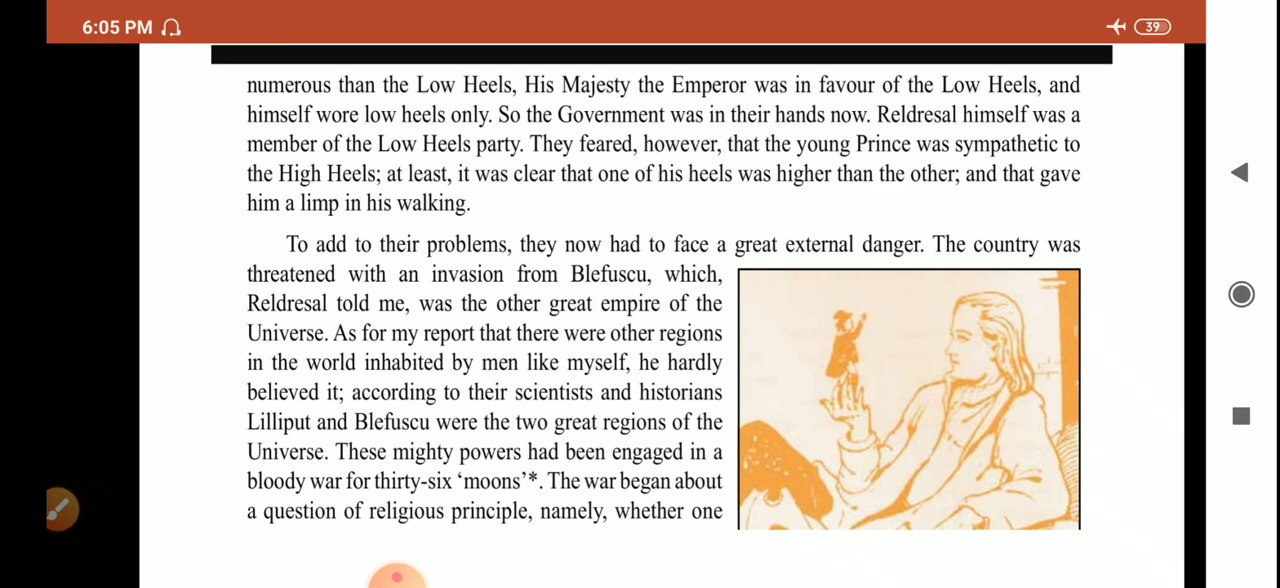 6:05 PM
39
numerous than the Low Heels, His Majesty the Emperor was in favour of the Low Heels, and
himself wore low heels only. So the Government was in their hands now. Reldresal himself was a
member of the Low Heels party. They feared, however, that the young Prince was sympathetic to
the High Heels; at least, it was clear that one of his heels was higher than the other; and that gave
him a limp in his walking.
To add to their problems, they now had to face a great external danger. The country was
threatened with an invasion from Blefuscu, which,
Reldresal told me, was the other great empire of the
Universe. As for my report that there were other regions
in the world inhabited by men like myself, he hardly
believed it; according to their scientists and historians
Lilliput and Blefuscu were the two great regions of the
Universe. These mighty powers had been engaged in a
bloody war for thirty-six ‘moons’*. The war began about
a question of religious principle, namely, whether one